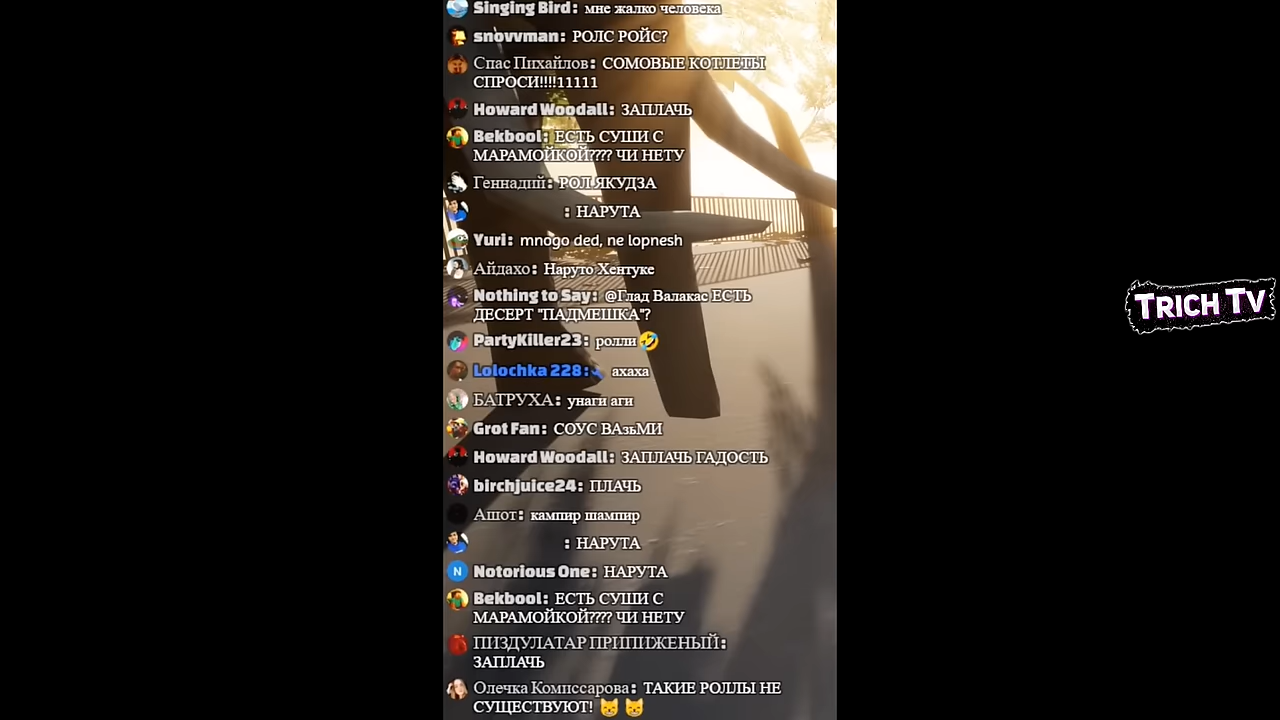 Singing Bird: мне жалко человека
snovvman: РОЛС РОЙС?
Спас Пихайлов: СОМОВЫЕ КОТЛЕТЫ
СПРОСИ!!!!11111
Howard Woodall: ЗАПЛАЧЬ
Bekbool: ЕСТЬ СУШИ С
МАРАМОЙКОЙ???? ЧИ НЕТУ
Геннадий: РОЛ ЯКУДЗА
: НАРУТА
Yuri: mnogo ded, ne lopnesh
Айдахо: Наруто Хентуке
Nothing to Say: @Глад Валакас ЕСТЬ
ДЕСЕРТ "ПАДМЕШКА"?
PartyKiller23: ролли 🤣
Lolochka 228: ахаха
БАТРУХА: унаги аги
Grot Fan: СОУС ВАзьМИ
Howard Woodall: ЗАПЛАЧЬ ГАДОСТЬ
birchjuice24: ПЛАЧЬ
Ашот: кампир шампир
: НАРУТА
N Notorious One: НАРУТА
Bekbool: ЕСТЬ СУШИ С
МАРАМОЙКОЙ???? ЧИ НЕТУ
ПИЗДУЛАТАР ПРИПИЖЕНЫЙ:
ЗАПЛАЧЬ
Олечка Компссарова: ТАКИЕ РОЛЛЫ НЕ
СУЩЕСТВУЮТ! 😸 😸
TRICH TV